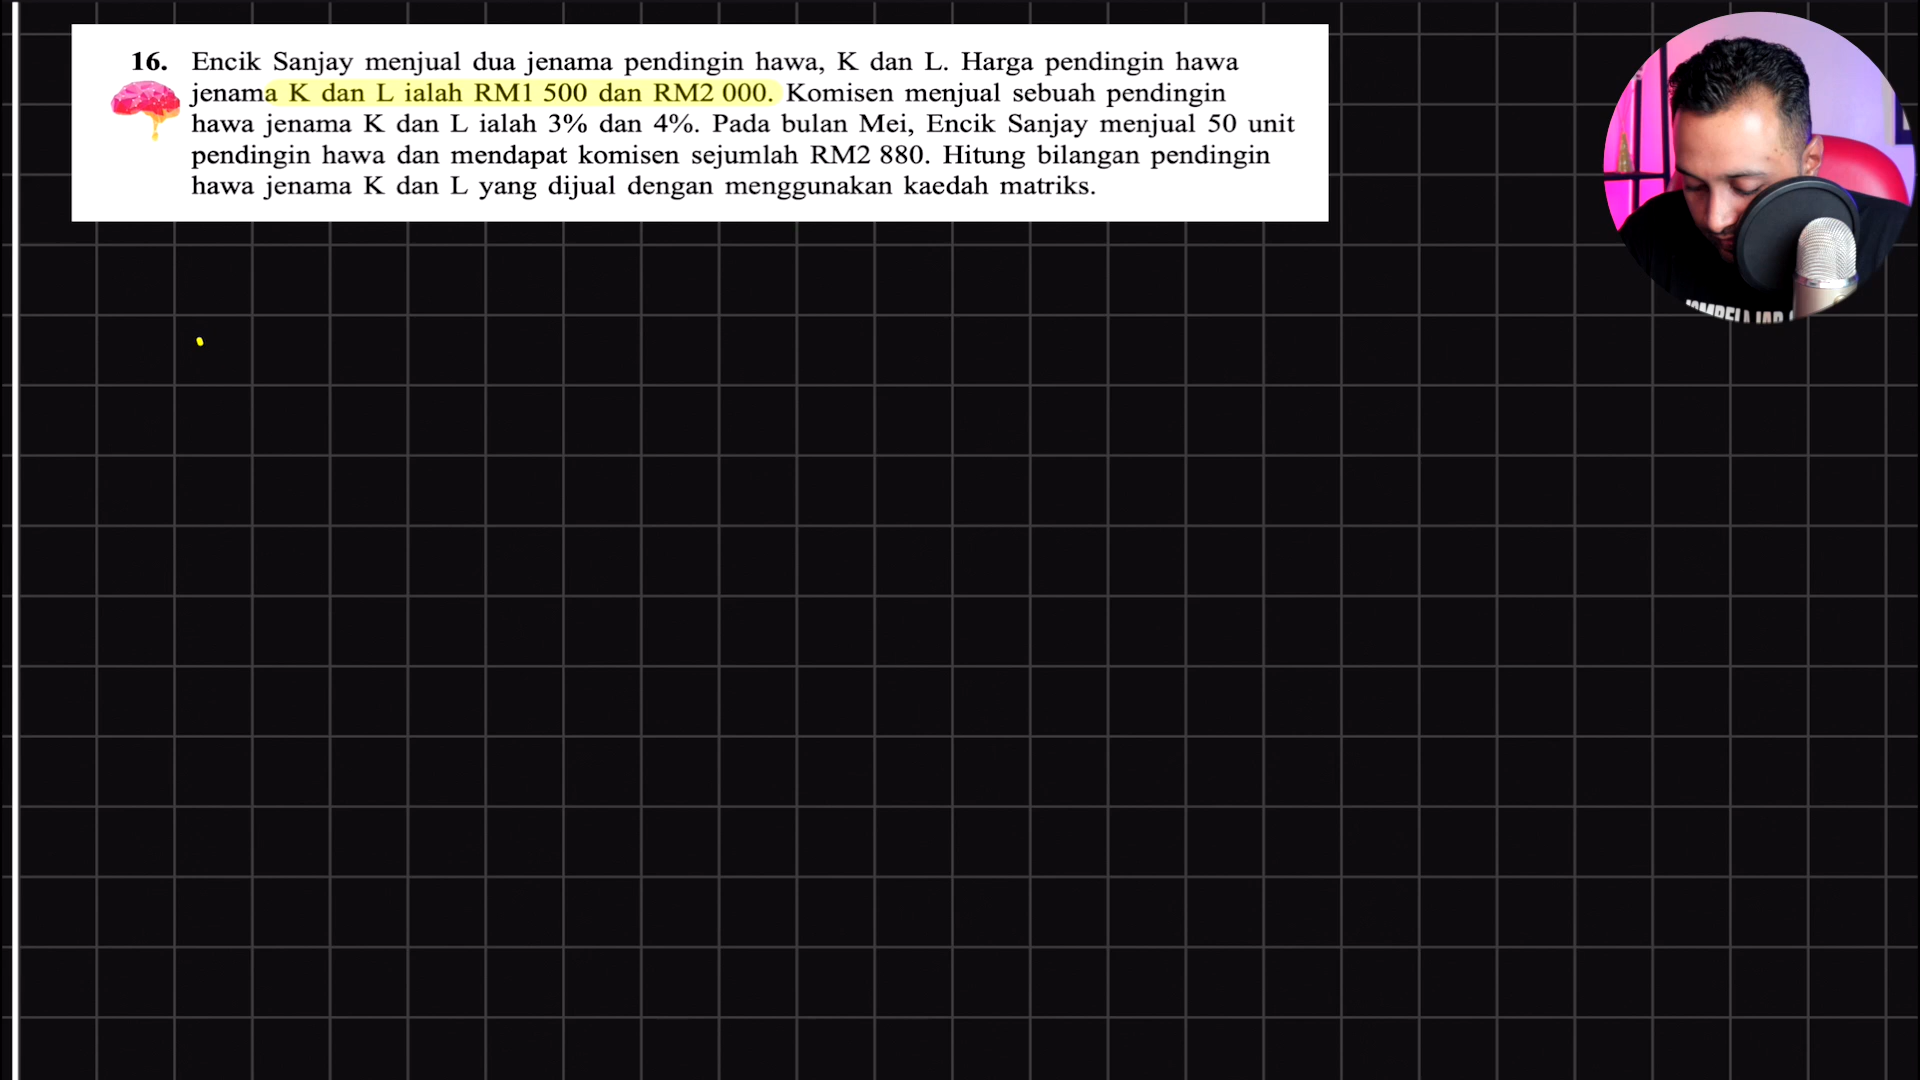 16. Encik Sanjay menjual dua jenama pendingin hawa, K dan L. Harga pendingin hawa
jenama K dan L ialah RM1 500 dan RM2 000. Komisen menjual sebuah pendingin
hawa jenama K dan L ialah 3% dan 4%. Pada bulan Mei, Encik Sanjay menjual 50 unit
pendingin hawa dan mendapat komisen sejumlah RM2 880. Hitung bilangan pendingin
hawa jenama K dan L yang dijual dengan menggunakan kaedah matriks.